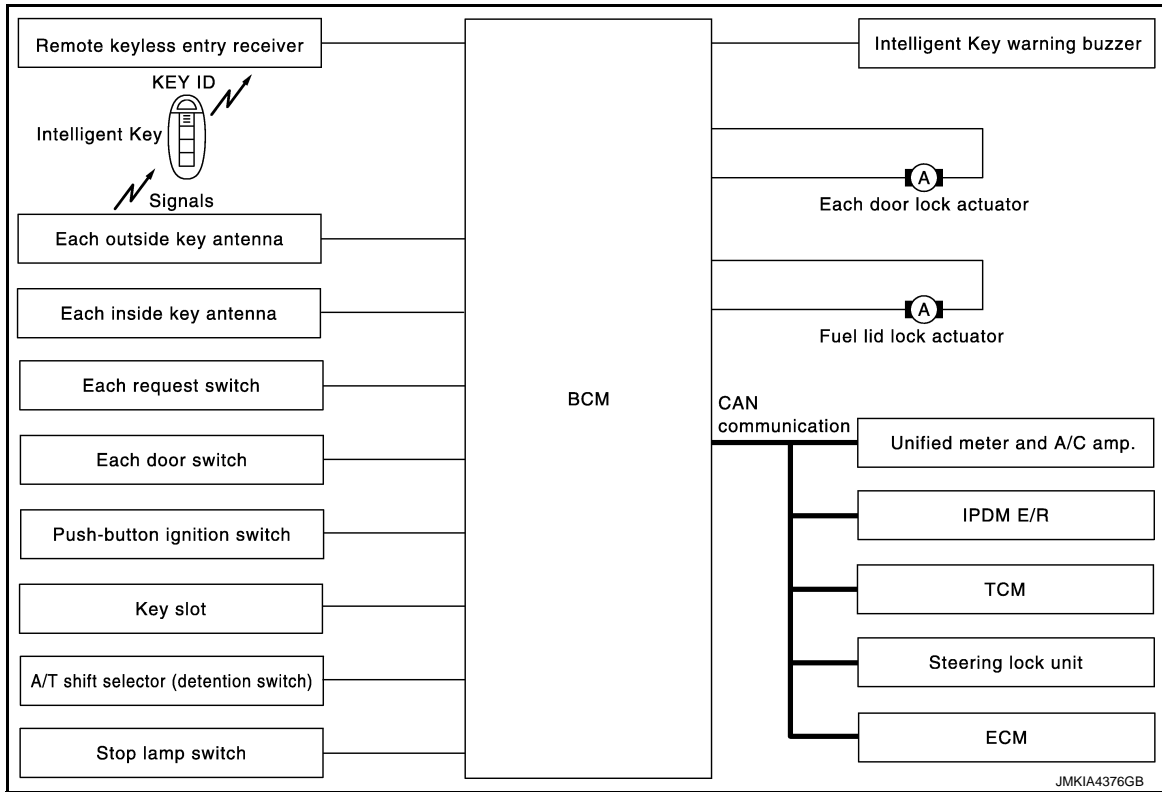 Remote keyless entry receiver
KEY ID
Intelligent Key
Signals
Each outside key antenna
Each inside key antenna
Each request switch
Each door switch
Push-button ignition switch
Key slot
A/T shift selector (detention switch)
Stop lamp switch
BCM
Intelligent Key warning buzzer
A
Each door lock actuator
A
Fuel lid lock actuator
CAN
communication
Unified meter and A/C amp.
IPDM E/R
TCM
Steering lock unit
ECM
JMKIA4376GB